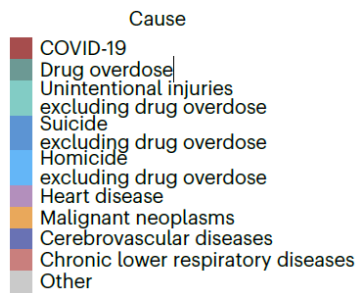 Cause
COVID-19
Drug overdose
Unintentional injuries
excluding drug overdose
Suicide
excluding drug overdose
Homicide
excluding drug overdose
Heart disease
Malignant neoplasms
Cerebrovascular diseases
Chronic lower respiratory diseases
Other